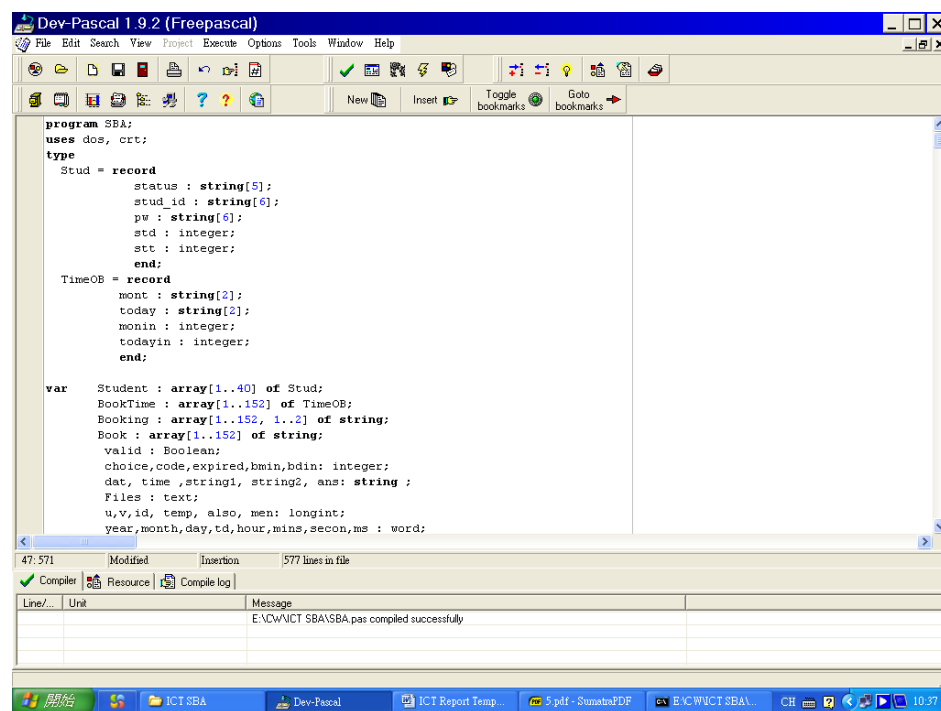 Dev-Pascal 1.9.2 (Freepascal)
File Edit Search View Project Execute Options Tools Window Help
New Insert Toggle bookmarks Goto bookmarks
program SBA;
uses dos, crt;
type
Stud = record
status : string[5];
stud_id : string[6];
pw : string[6];
std : integer;
stt : integer;
end;
TimeOB = record
mont : string[2];
today : string[2];
monin : integer;
todayin : integer;
end;
var Student : array[1..40] of Stud;
BookTime : array[1..152] of TimeOB;
Booking : array[1..152, 1..2] of string;
Book : array[1..152] of string;
valid : Boolean;
choice,code,expired,bmin,bdin: integer;
dat, time ,string1, string2, ans: string ;
Files : text;
u,v,id, temp, also, men: longint;
year,month,day,td,hour,mins,secon,ms : word;
47: 571 Modified Insertion 577 lines in file
Compiler Resource Compile log
Line/... Unit Message
E:\CW\ICT SBA\SBA.pas compiled successfully
開始 ICT SBA Dev-Pascal ICT Report Temp... 5.pdf - SumatraPDF E:\CW\ICT SBA\... CH 10:37